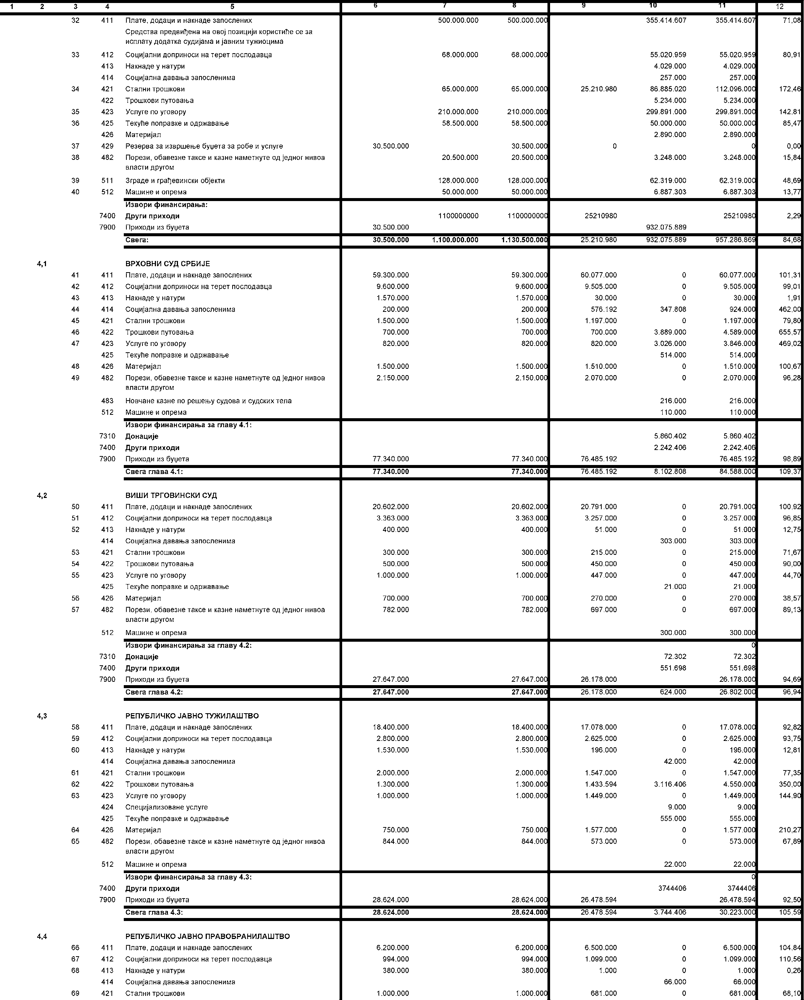 1 2 3 4 5 6 7 8 9 10 11 12
32 411 Плате, додаци и накнаде запослених 500.000.000 500.000.000 355.414.607 355.414.607 71,08
Средства предвиђена на овој позицији користиће се за
исплату додатка судијама и јавним тужиоцима
33 412 Социјални доприноси на терет послодавца 68.000.000 68.000.000 55.020.959 55.020.959 80,91
413 Накнаде у натури 4.029.000 4.029.000
414 Социјална давања запосленима 257.000 257.000
34 421 Стални трошкови 65.000.000 65.000.000 25.210.980 86.885.020 112.096.000 172,46
422 Трошкови путовања 5.234.000 5.234.000
35 423 Услуге по уговору 210.000.000 210.000.000 299.891.000 299.891.000 142,81
36 425 Текуће поправке и одржавање 58.500.000 58.500.000 50.000.000 50.000.000 85,47
426 Материјал 2.890.000 2.890.000
37 429 Резерва за извршење буџета за робе и услуге 30.500.000 30.500.000 0 0 0,00
38 482 Порези, обавезне таксе и казне наметнуте од једног нивоа 20.500.000 20.500.000 3.248.000 3.248.000 15,84
власти другом
39 511 Зграде и грађевински објекти 128.000.000 128.000.000 62.319.000 62.319.000 48,69
40 512 Машине и опрема 50.000.000 50.000.000 6.887.303 6.887.303 13,77
Извори финансирања:
7400 Други приходи 1100000000 1100000000 25210980 25210980 2,29
7900 Приходи из буџета 30.500.000 932.075.889
Свега: 30.500.000 1.100.000.000 1.130.500.000 25.210.980 932.075.889 957.286.869 84,68
4,1 ВРХОВНИ СУД СРБИЈЕ
41 411 Плате, додаци и накнаде запослених 59.300.000 59.300.000 60.077.000 0 60.077.000 101,31
42 412 Социјални доприноси на терет послодавца 9.600.000 9.600.000 9.505.000 0 9.505.000 99,01
43 413 Накнаде у натури 1.570.000 1.570.000 30.000 0 30.000 1,91
44 414 Социјална давања запосленима 200.000 200.000 576.192 347.808 924.000 462,00
45 421 Стални трошкови 1.500.000 1.500.000 1.197.000 0 1.197.000 79,80
46 422 Трошкови путовања 700.000 700.000 700.000 3.889.000 4.589.000 655,57
47 423 Услуге по уговору 820.000 820.000 820.000 3.026.000 3.846.000 469,02
425 Текуће поправке и одржавање 514.000 514.000
48 426 Материјал 1.500.000 1.500.000 1.510.000 0 1.510.000 100,67
49 482 Порези, обавезне таксе и казне наметнуте од једног нивоа 2.150.000 2.150.000 2.070.000 0 2.070.000 96,28
власти другом
483 Новчане казне по решењу судова и судских тела 216.000 216.000
512 Машине и опрема 110.000 110.000
Извори финансирања за главу 4.1:
7310 Донације 5.860.402 5.860.402
7400 Други приходи 2.242.406 2.242.406
7900 Приходи из буџета 77.340.000 77.340.000 76.485.192 76.485.192 98,89
Свега глава 4.1: 77.340.000 77.340.000 76.485.192 8.102.808 84.588.000 109,37
4,2 ВИШИ ТРГОВИНСКИ СУД
50 411 Плате, додаци и накнаде запослених 20.602.000 20.602.000 20.791.000 0 20.791.000 100,92
51 412 Социјални доприноси на терет послодавца 3.363.000 3.363.000 3.257.000 0 3.257.000 96,85
52 413 Накнаде у натури 400.000 400.000 51.000 0 51.000 12,75
414 Социјална давања запосленима 303.000 303.000
53 421 Стални трошкови 300.000 300.000 215.000 0 215.000 71,67
54 422 Трошкови путовања 500.000 500.000 450.000 0 450.000 90,00
55 423 Услуге по уговору 1.000.000 1.000.000 447.000 0 447.000 44,70
425 Текуће поправке и одржавање 21.000 21.000
56 426 Материјал 700.000 700.000 270.000 0 270.000 38,57
57 482 Порези, обавезне таксе и казне наметнуте од једног нивоа 782.000 782.000 697.000 0 697.000 89,13
власти другом
512 Машине и опрема 300.000 300.000
Извори финансирања за главу 4.2: 0
7310 Донације 72.302 72.302
7400 Други приходи 551.698 551.698
7900 Приходи из буџета 27.647.000 27.647.000 26.178.000 26.178.000 94,69
Свега глава 4.2: 27.647.000 27.647.000 26.178.000 624.000 26.802.000 96,94
4,3 РЕПУБЛИЧКО ЈАВНО ТУЖИЛАШТВО
58 411 Плате, додаци и накнаде запослених 18.400.000 18.400.000 17.078.000 0 17.078.000 92,82
59 412 Социјални доприноси на терет послодавца 2.800.000 2.800.000 2.625.000 0 2.625.000 93,75
60 413 Накнаде у натури 1.530.000 1.530.000 196.000 0 196.000 12,81
414 Социјална давања запосленима 42.000 42.000
61 421 Стални трошкови 2.000.000 2.000.000 1.547.000 0 1.547.000 77,35
62 422 Трошкови путовања 1.300.000 1.300.000 1.433.594 3.116.406 4.550.000 350,00
63 423 Услуге по уговору 1.000.000 1.000.000 1.449.000 0 1.449.000 144,90
424 Специјализоване услуге 9.000 9.000
425 Текуће поправке и одржавање 555.000 555.000
64 426 Материјал 750.000 750.000 1.577.000 0 1.577.000 210,27
65 482 Порези, обавезне таксе и казне наметнуте од једног нивоа 844.000 844.000 573.000 0 573.000 67,89
власти другом
512 Машине и опрема 22.000 22.000
Извори финансирања за главу 4.3: 0
7400 Други приходи 3744406 3744406
7900 Приходи из буџета 28.624.000 28.624.000 26.478.594 26.478.594 92,50
Свега глава 4.3: 28.624.000 28.624.000 26.478.594 3.744.406 30.223.000 105,59
4,4 РЕПУБЛИЧКО ЈАВНО ПРАВОБРАНИЛАШТВО
66 411 Плате, додаци и накнаде запослених 6.200.000 6.200.000 6.500.000 0 6.500.000 104,84
67 412 Социјални доприноси на терет послодавца 994.000 994.000 1.099.000 0 1.099.000 110,56
68 413 Накнаде у натури 380.000 380.000 1.000 0 1.000 0,26
414 Социјална давања запосленима 66.000 66.000
69 421 Стални трошкови 1.000.000 1.000.000 681.000 0 681.000 68,10